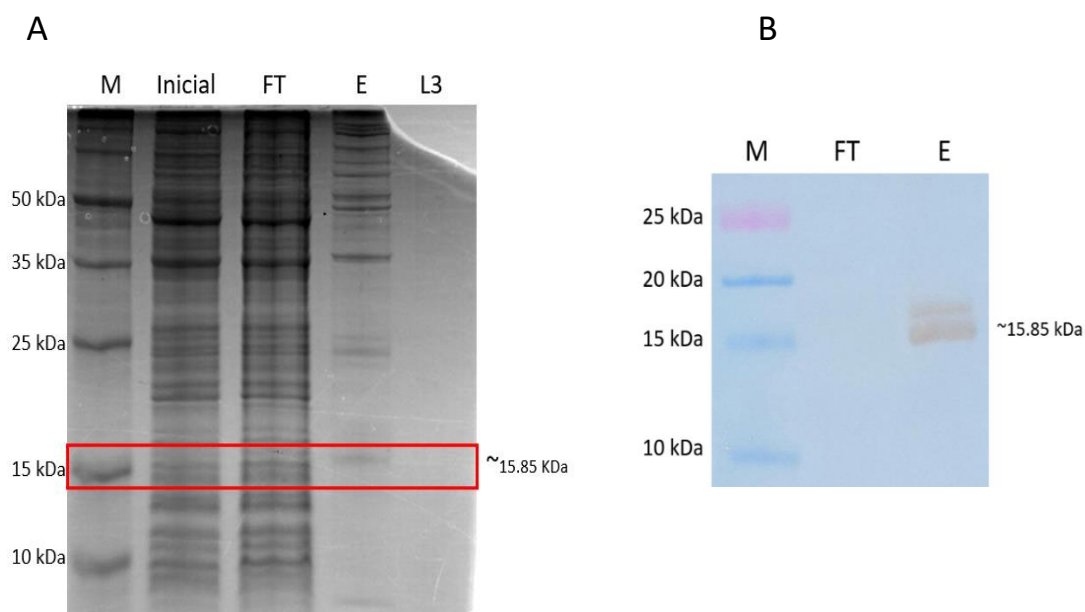 A
M Inicial FT E L3
50 kDa
35 kDa
25 kDa
15 kDa
~15.85 KDa
10 kDa
B
M FT E
25 kDa
20 kDa
15 kDa
~15.85 kDa
10 kDa